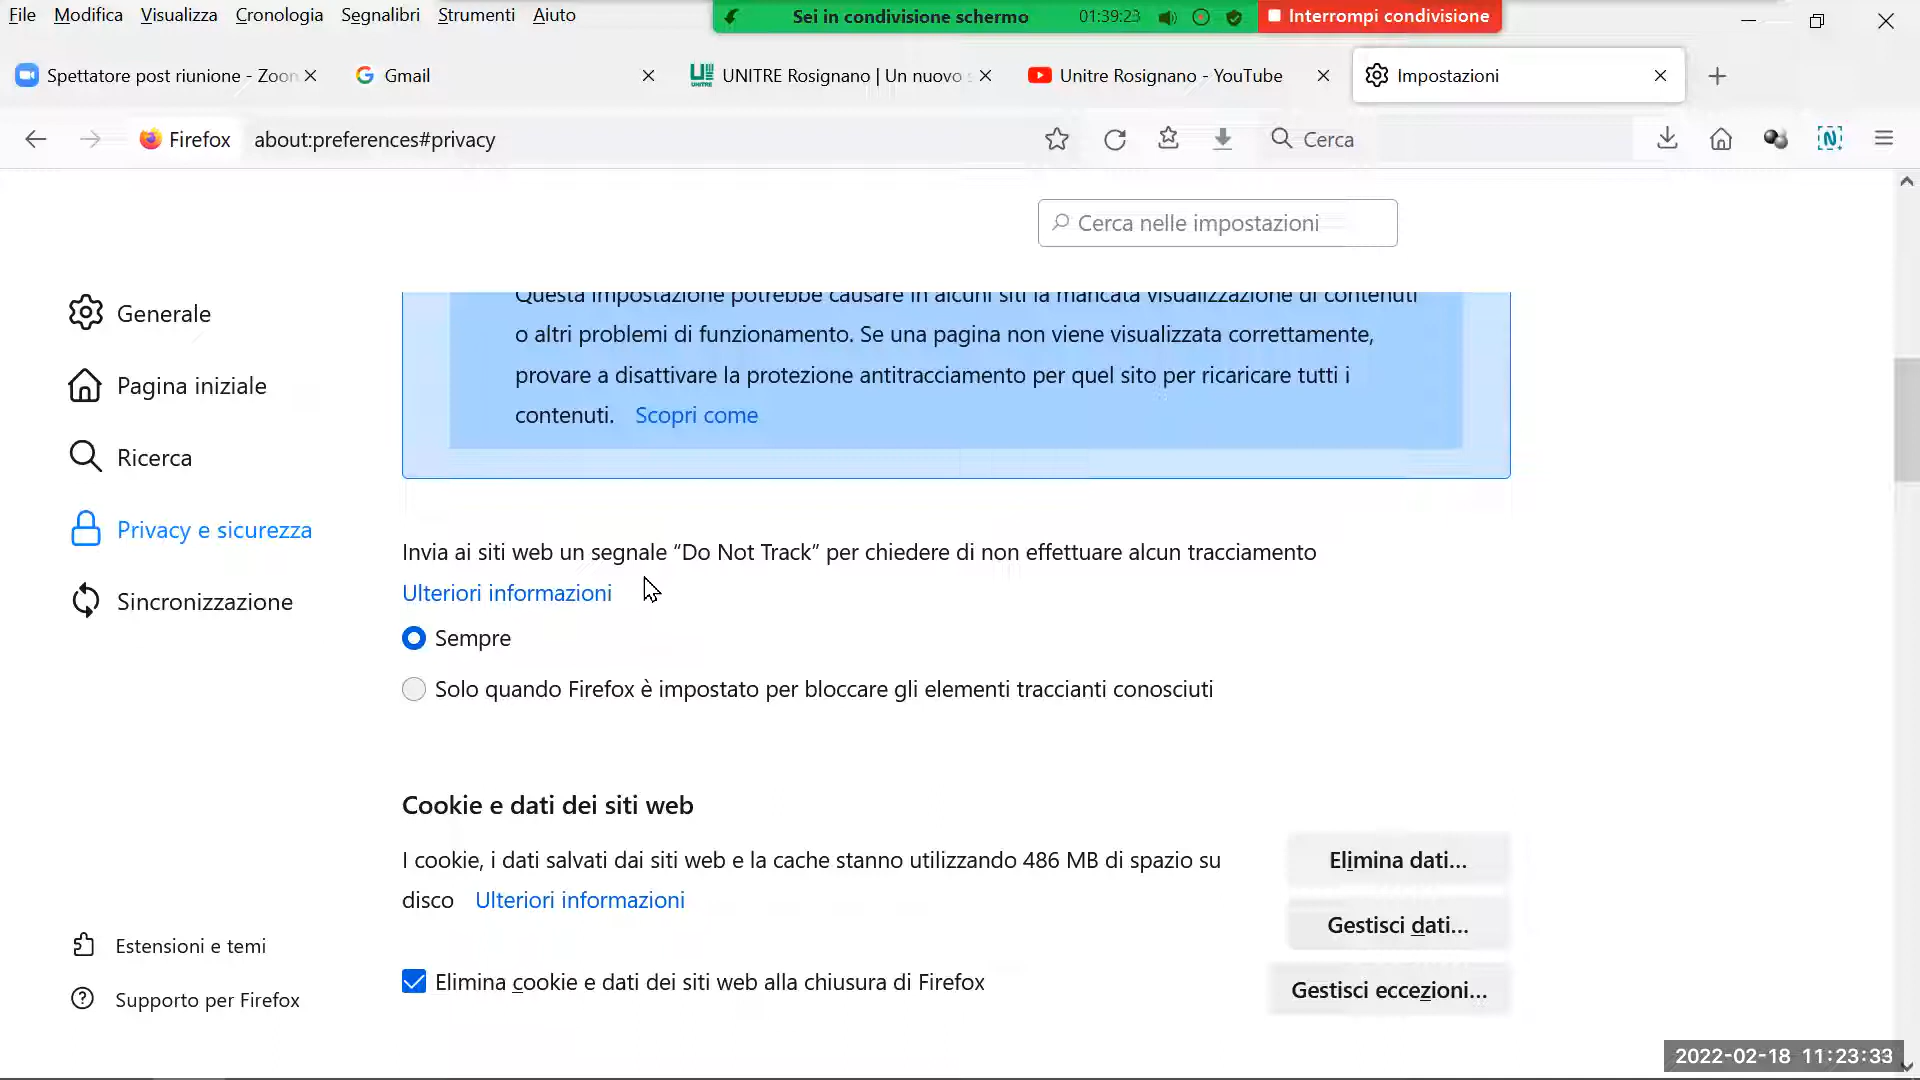 File Modifica Visualizza Cronologia Segnalibri Strumenti Aiuto
Sei in condivisione schermo 01:39:23 Interrompi condivisione
Spettatore post riunione - Zoom Gmail UNITRE Rosignano | Un nuovo s Unitre Rosignano - YouTube Impostazioni
Firefox about:preferences#privacy Cerca
Cerca nelle impostazioni
Generale
Pagina iniziale
Ricerca
Privacy e sicurezza
Sincronizzazione
Estensioni e temi
Supporto per Firefox
Questa impostazione potrebbe causare in alcuni siti la mancata visualizzazione di contenuti
o altri problemi di funzionamento. Se una pagina non viene visualizzata correttamente,
provare a disattivare la protezione antitracciamento per quel sito per ricaricare tutti i
contenuti. Scopri come
Invia ai siti web un segnale “Do Not Track” per chiedere di non effettuare alcun tracciamento
Ulteriori informazioni
Sempre
Solo quando Firefox è impostato per bloccare gli elementi traccianti conosciuti
Cookie e dati dei siti web
I cookie, i dati salvati dai siti web e la cache stanno utilizzando 486 MB di spazio su
disco Ulteriori informazioni
Elimina dati...
Gestisci dati...
Elimina cookie e dati dei siti web alla chiusura di Firefox
Gestisci eccezioni...
2022-02-18 11:23:33